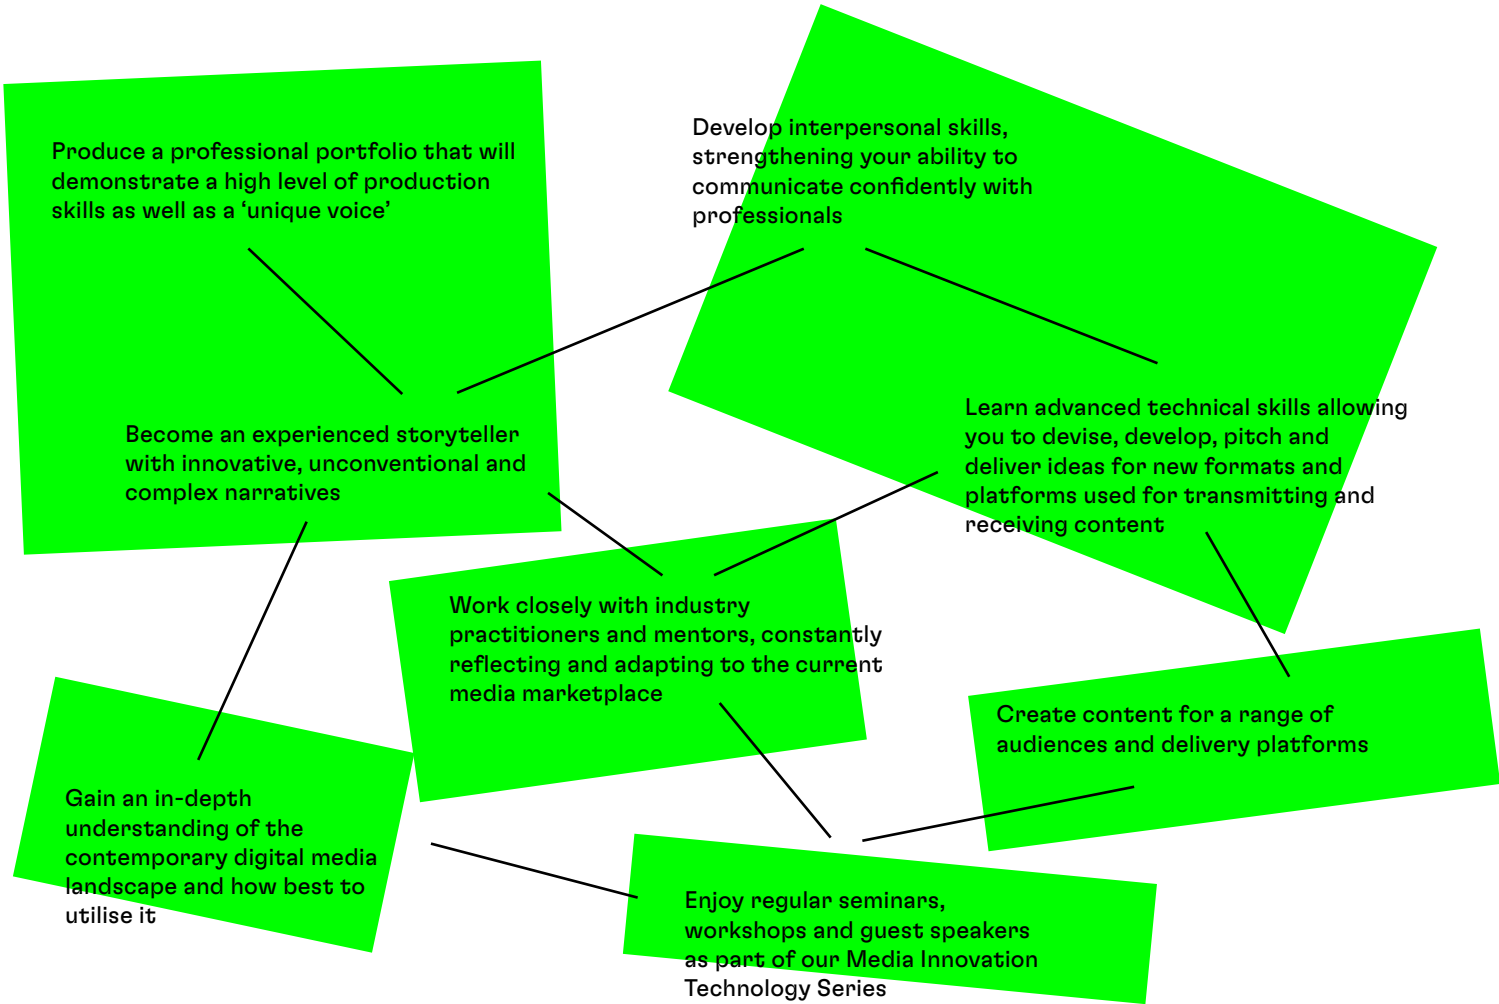 Produce a professional portfolio that will
demonstrate a high level of production
skills as well as a ‘unique voice’
Develop interpersonal skills,
strengthening your ability to
communicate confidently with
professionals
Become an experienced storyteller
with innovative, unconventional and
complex narratives
Learn advanced technical skills allowing
you to devise, develop, pitch and
deliver ideas for new formats and
platforms used for transmitting and
receiving content
Work closely with industry
practitioners and mentors, constantly
reflecting and adapting to the current
media marketplace
Create content for a range of
audiences and delivery platforms
Gain an in-depth
understanding of the
contemporary digital media
landscape and how best to
utilise it
Enjoy regular seminars,
workshops and guest speakers
as part of our Media Innovation
Technology Series